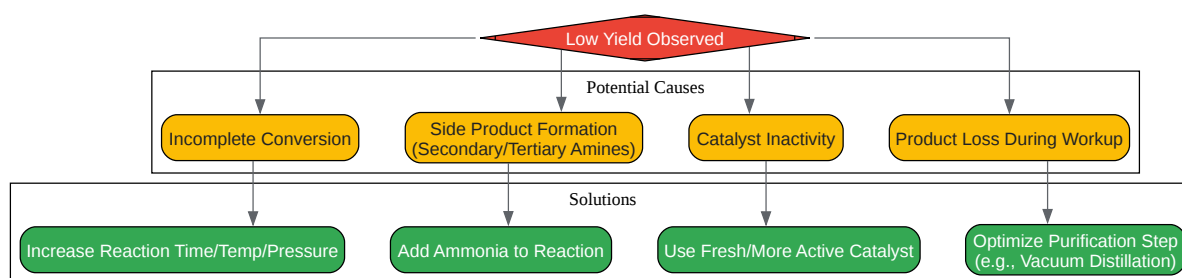 Low Yield Observed
Potential Causes
Incomplete Conversion
Side Product Formation
(Secondary/Tertiary Amines)
Catalyst Inactivity
Product Loss During Workup
Solutions
Increase Reaction Time/Temp/Pressure
Add Ammonia to Reaction
Use Fresh/More Active Catalyst
Optimize Purification Step
(e.g., Vacuum Distillation)